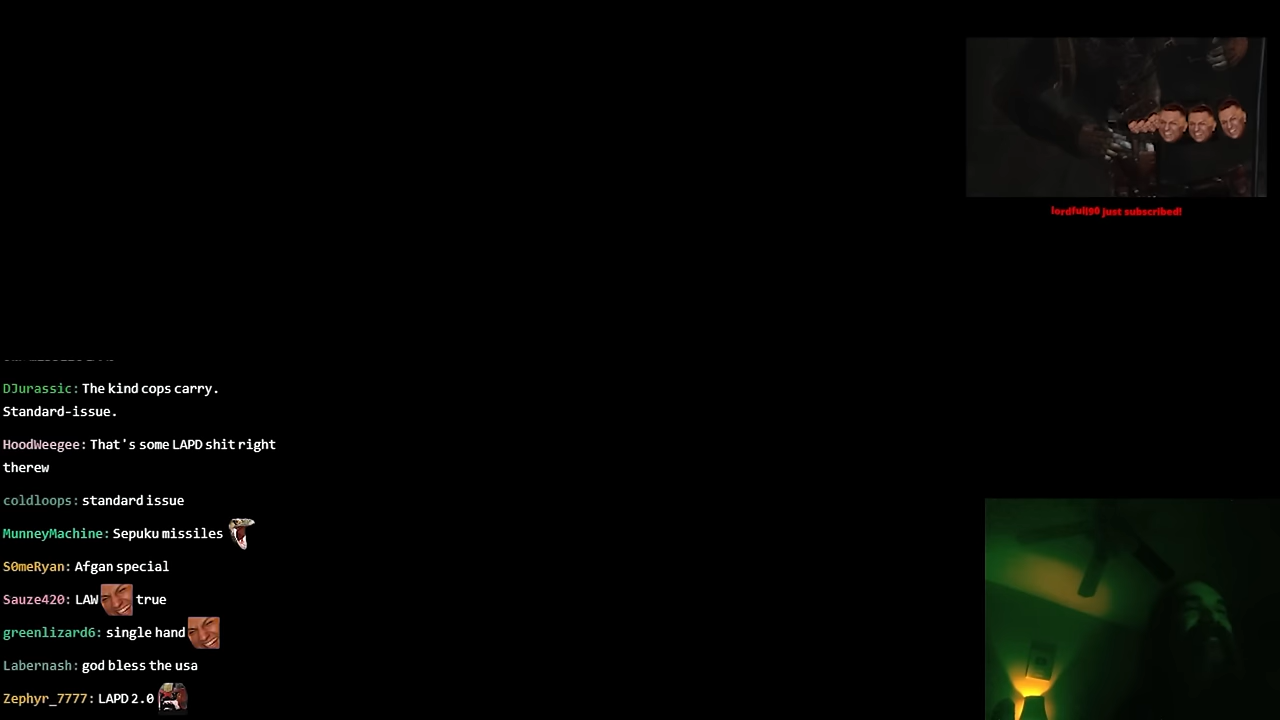 lordful90 just subscribed!
DJurassic: The kind cops carry.
Standard-issue.
HoodWeegee: That's some LAPD shit right
therew
coldloops: standard issue
MunneyMachine: Sepuku missiles
S0meRyan: Afgan special
Sauze420: LAW true
greenlizard6: single hand
Labernash: god bless the usa
Zephyr_7777: LAPD 2.0